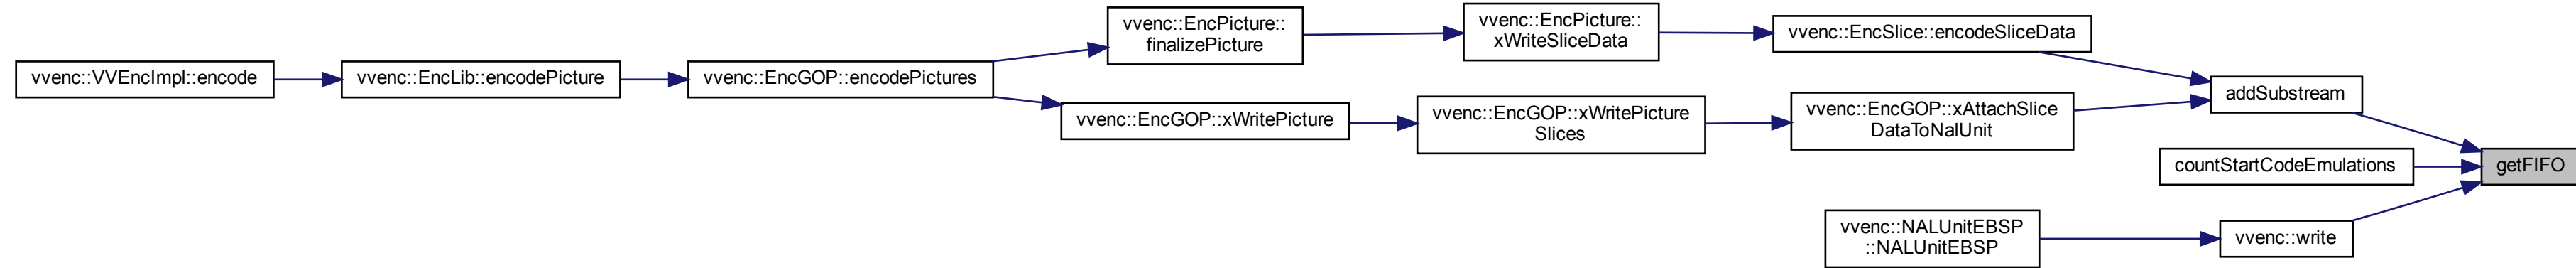 vvenc::VVEncImpl::encode
vvenc::EncLib::encodePicture
vvenc::EncGOP::encodePictures
vvenc::EncPicture::
finalizePicture
vvenc::EncPicture::
xWriteSliceData
vvenc::EncSlice::encodeSliceData
vvenc::EncGOP::xWritePicture
vvenc::EncGOP::xWritePicture
Slices
vvenc::EncGOP::xAttachSlice
DataToNalUnit
addSubstream
countStartCodeEmulations
getFIFO
vvenc::NALUnitEBSP
::NALUnitEBSP
vvenc::write